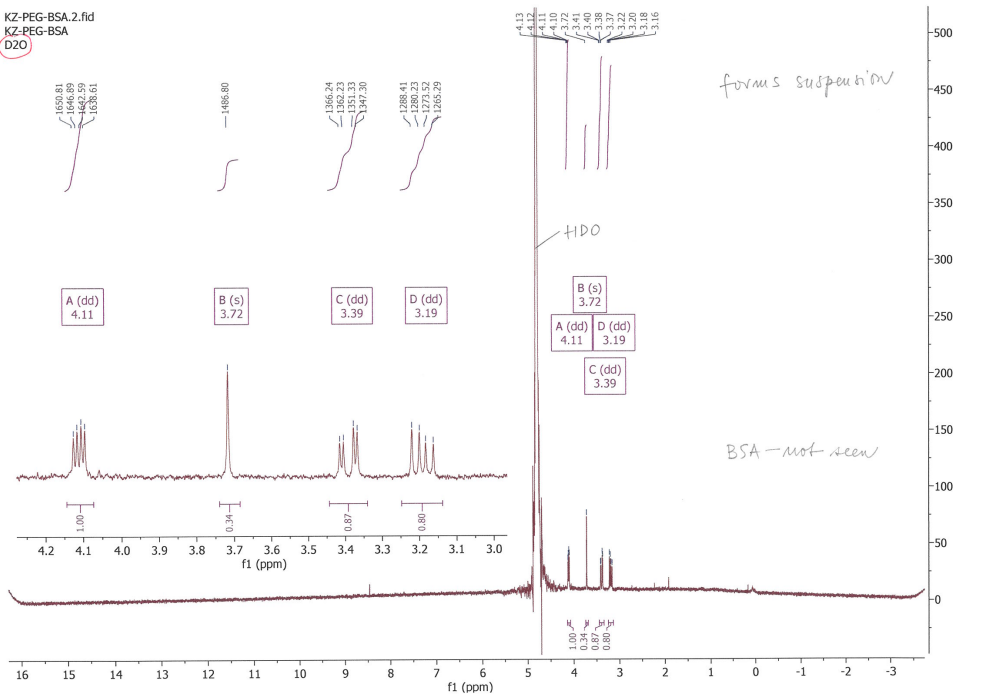 KZ-PEG-BSA.2.fid
KZ-PEG-BSA
D2O
4.13
4.12
4.11
4.10
3.72
3.41
3.40
3.38
3.37
3.22
3.20
3.18
3.16
forms suspension
1650.81
1646.89
1642.59
1638.61
1486.80
1366.24
1362.23
1351.33
1347.30
1288.41
1280.23
1273.52
1265.29
HDO
A (dd)
4.11
B (s)
3.72
C (dd)
3.39
D (dd)
3.19
B (s)
3.72
A (dd)
4.11
D (dd)
3.19
C (dd)
3.39
BSA - not seen
1.00
0.34
0.87
0.80
4.2 4.1 4.0 3.9 3.8 3.7 3.6 3.5 3.4 3.3 3.2 3.1 3.0
f1 (ppm)
500
450
400
350
300
250
200
150
100
50
0
1.00
0.34
0.87
0.80
16 15 14 13 12 11 10 9 8 7 6 5 4 3 2 1 0 -1 -2 -3
f1 (ppm)